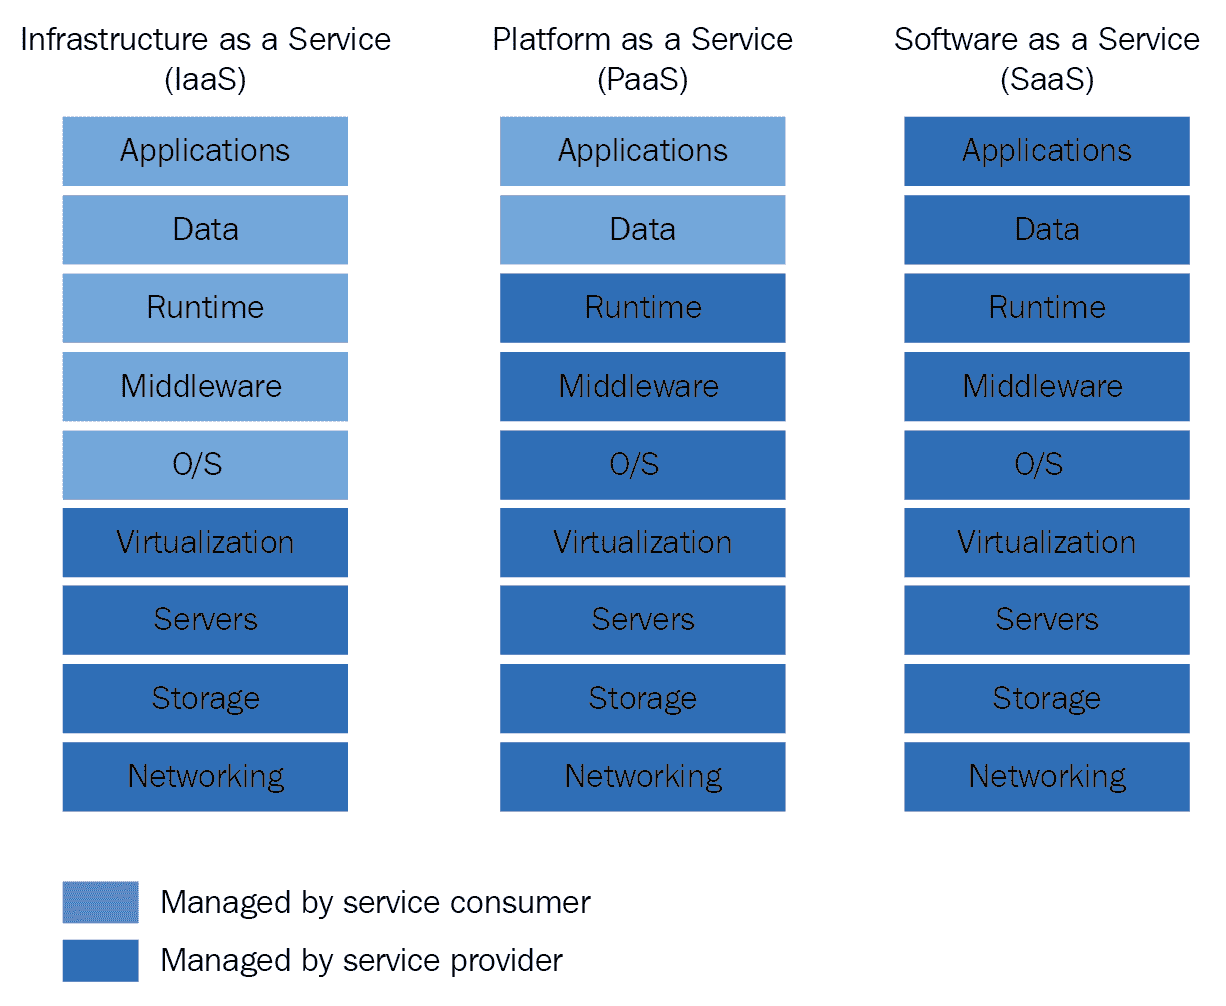 Infrastructure as a Service
(IaaS)
Applications
Data
Runtime
Middleware
O/S
Virtualization
Servers
Storage
Networking
Platform as a Service
(PaaS)
Applications
Data
Runtime
Middleware
O/S
Virtualization
Servers
Storage
Networking
Software as a Service
(SaaS)
Applications
Data
Runtime
Middleware
O/S
Virtualization
Servers
Storage
Networking
Managed by service consumer
Managed by service provider